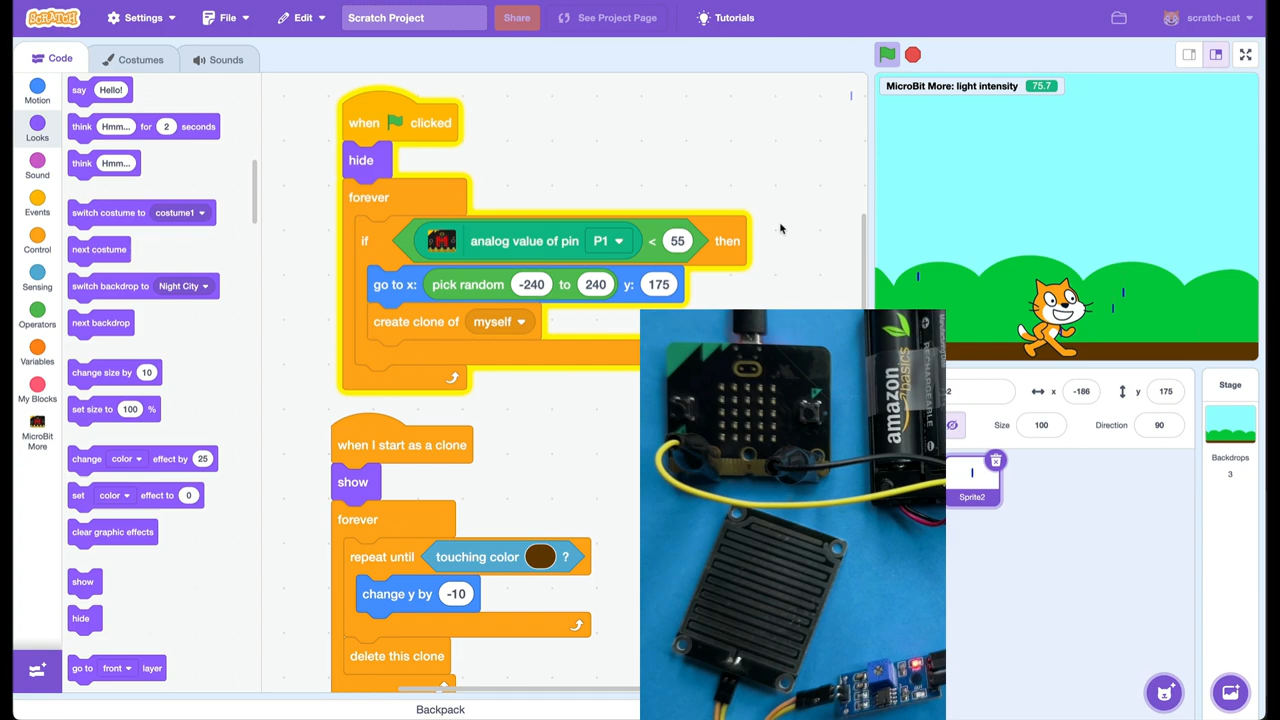 SCRATCH Settings File Edit Scratch Project Share See Project Page Tutorials scratch-cat
Code Costumes Sounds
Motion
Looks
Sound
Events
Control
Sensing
Operators
Variables
My Blocks
MicroBit
More
say Hello!
think Hmm... for 2 seconds
think Hmm...
switch costume to costume1
next costume
switch backdrop to Night City
next backdrop
change size by 10
set size to 100 %
change color effect by 25
set color effect to 0
clear graphic effects
show
hide
go to front layer
when clicked
hide
forever
if analog value of pin P1 < 55 then
go to x: pick random -240 to 240 y: 175
create clone of myself
when I start as a clone
show
forever
repeat until touching color ?
change y by -10
delete this clone
MicroBit More: light intensity 75.7
amazon
basics
RECHARGEABLE
x -186 y 175
Size 100 Direction 90
Sprite2
Stage
Backdrops
3
Backpack